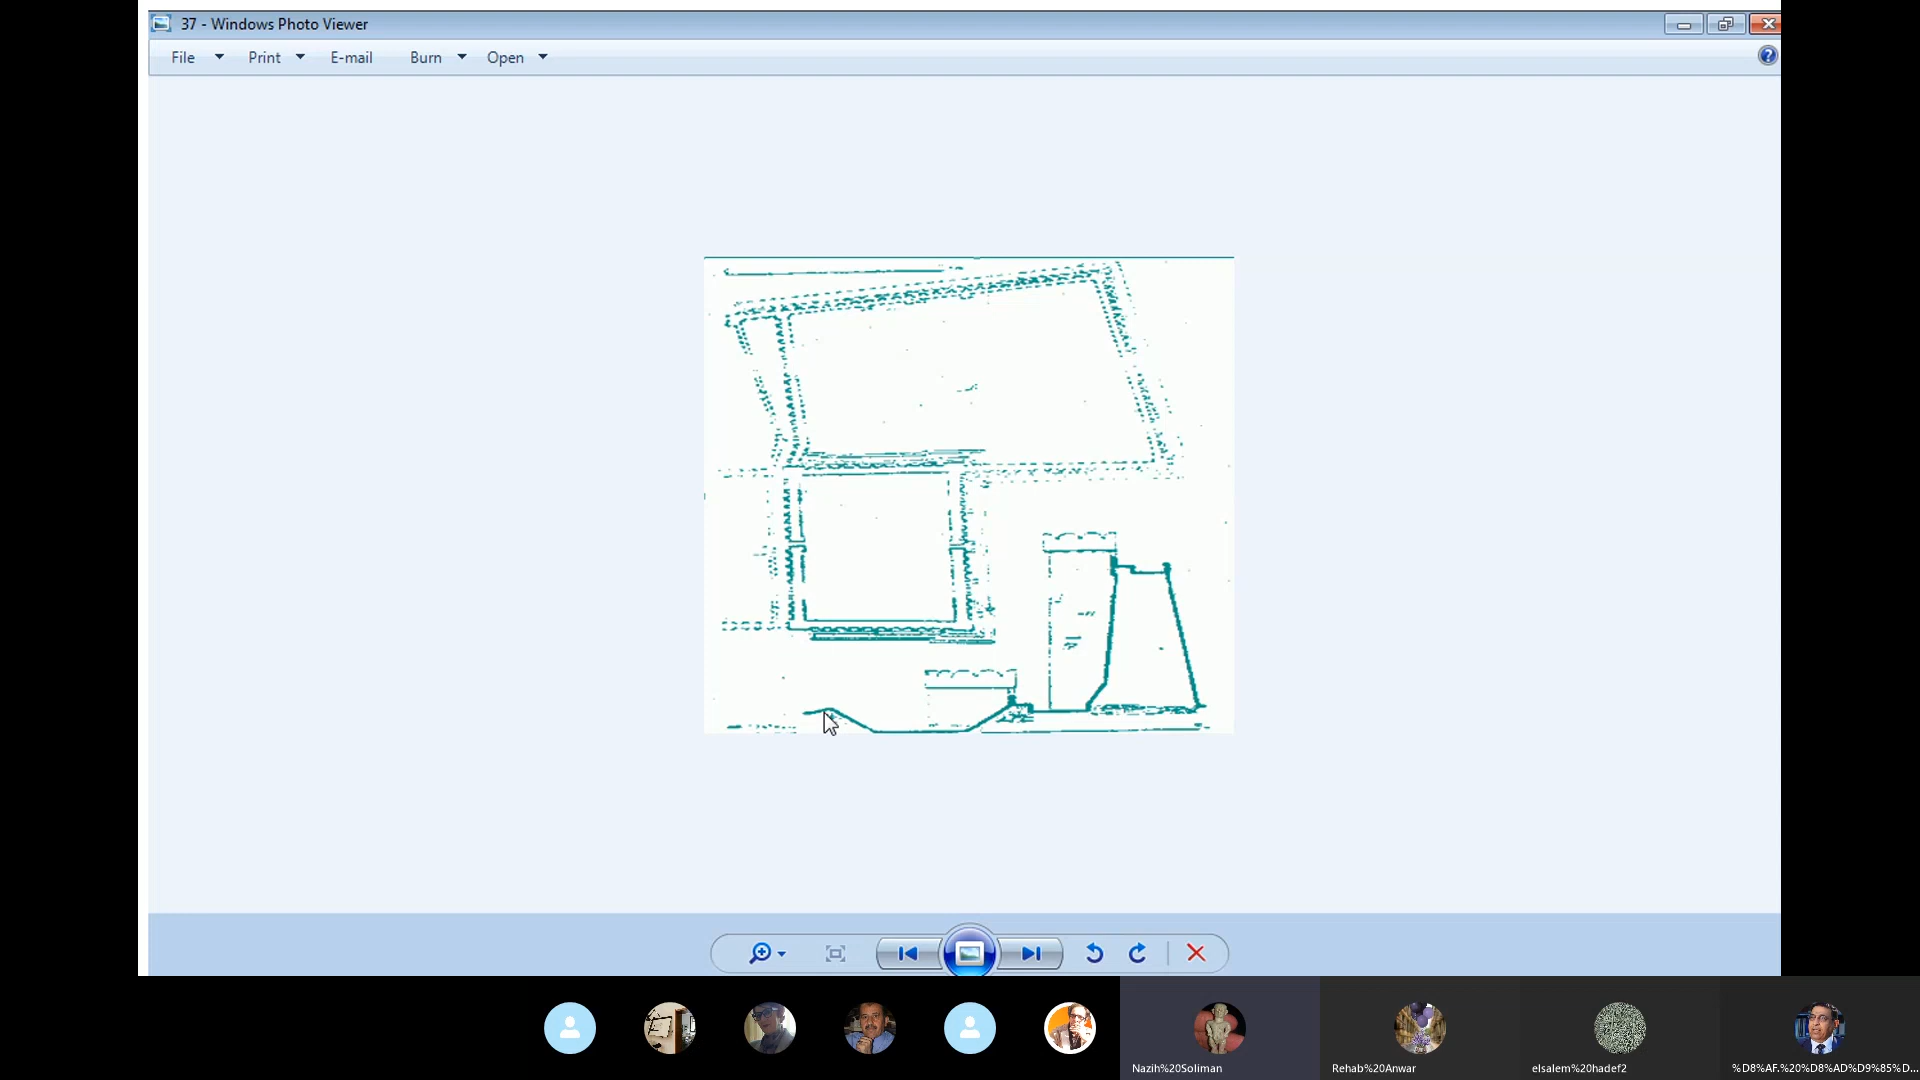 37 - Windows Photo Viewer
File Print E-mail Burn Open
Nazih%20Soliman
Rehab%20Anwar
elsalem%20hadef2
%D8%AF.%20%D8%AD%D9%85%D...